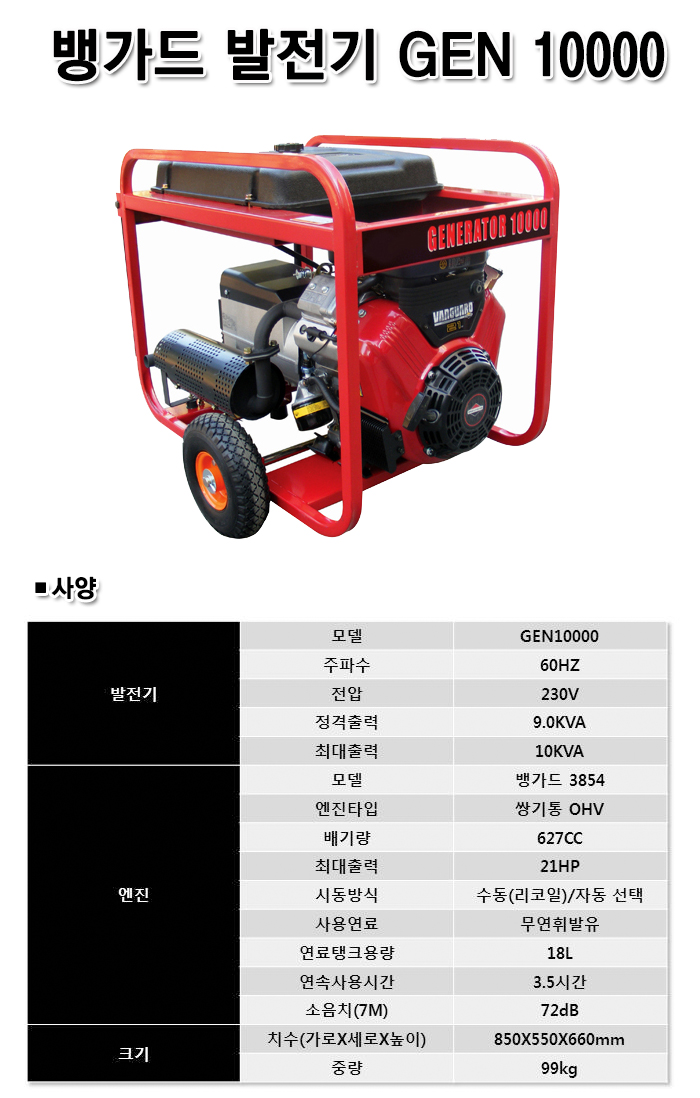 뱅가드 발전기 GEN 10000
GENERATOR 10000
VANGUARD
■ 사양
발전기
모델 GEN10000
주파수 60HZ
전압 230V
정격출력 9.0KVA
최대출력 10KVA
엔진
모델 뱅가드 3854
엔진타입 쌍기통 OHV
배기량 627CC
최대출력 21HP
시동방식 수동(리코일)/자동 선택
사용연료 무연휘발유
연료탱크용량 18L
연속사용시간 3.5시간
소음치(7M) 72dB
크기
치수(가로X세로X높이) 850X550X660mm
중량 99kg